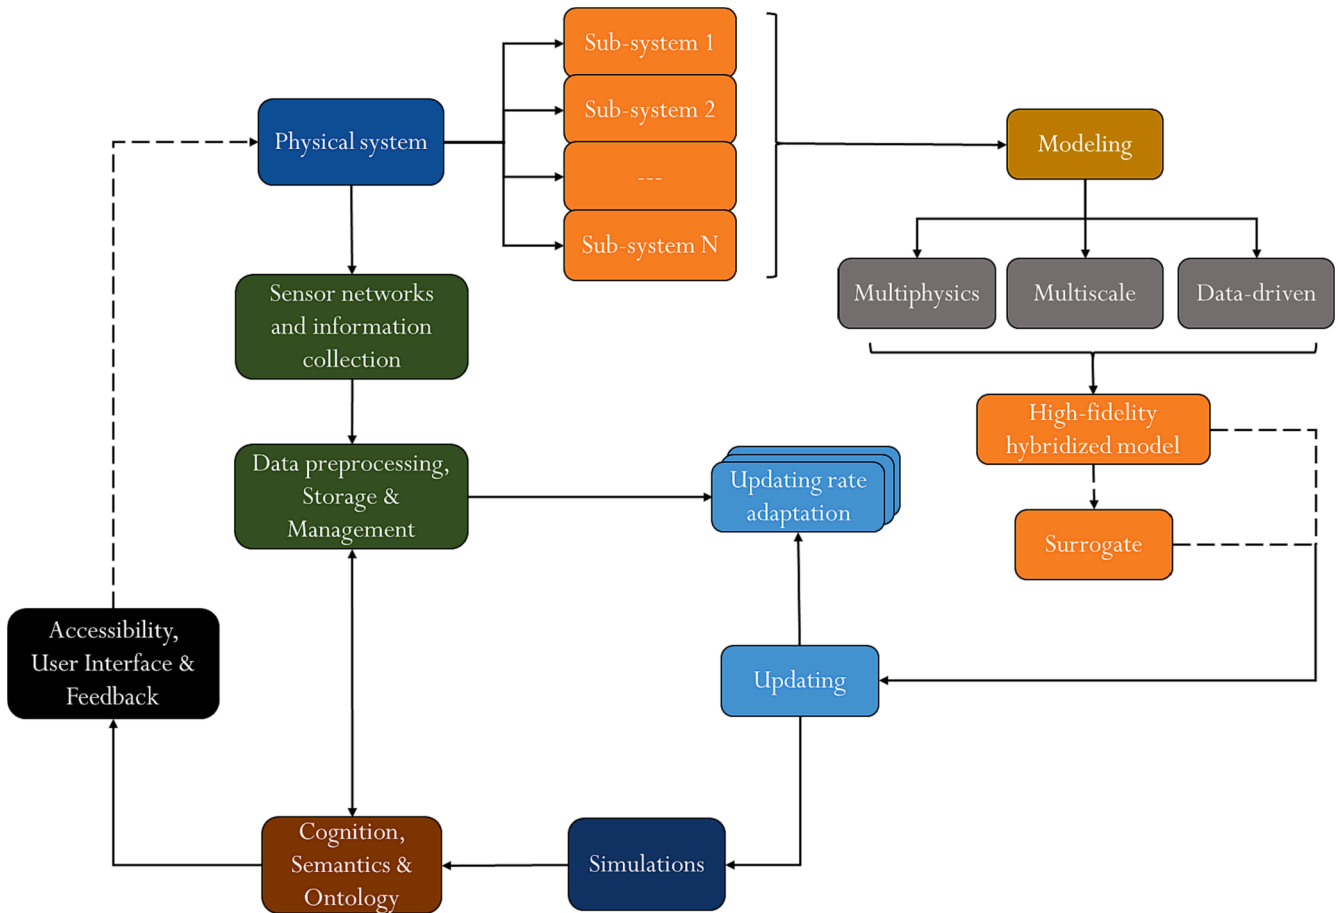 Sub-system 1
Sub-system 2
Physical system
Modeling
---
Sub-system N
Multiphysics
Multiscale
Data-driven
Sensor networks
and information
collection
High-fidelity
hybridized model
Data preprocessing,
Storage &
Management
Updating rate
adaptation
Surrogate
Accessibility,
User Interface &
Feedback
Updating
Cognition,
Semantics &
Ontology
Simulations